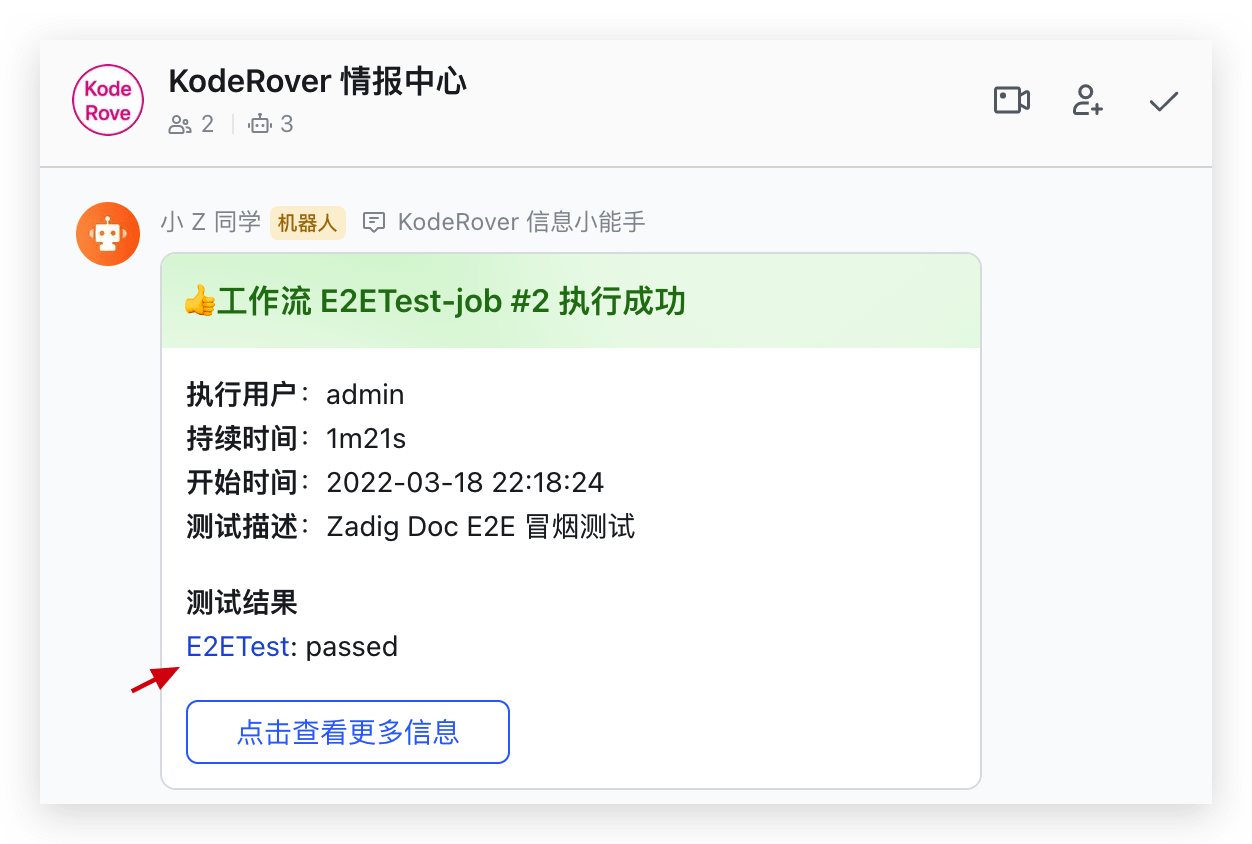 Kode
Rove
KodeRover 情报中心
2
3
小 Z 同学 机器人 KodeRover 信息小能手
👍工作流 E2ETest-job #2 执行成功
执行用户：admin
持续时间：1m21s
开始时间：2022-03-18 22:18:24
测试描述：Zadig Doc E2E 冒烟测试
测试结果
E2ETest: passed
点击查看更多信息